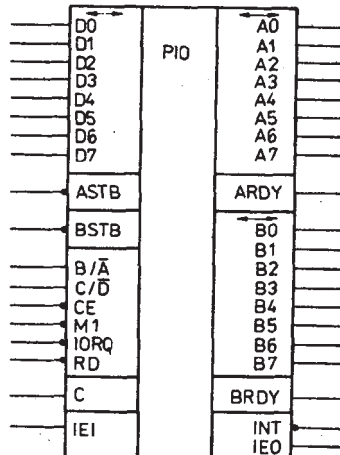 D0
D1
D2
D3
D4
D5
D6
D7
ASTB
BSTB
B/A̅
C/D̅
CE
M1
IORQ
RD
C
IEI
PIO
A0
A1
A2
A3
A4
A5
A6
A7
ARDY
B0
B1
B2
B3
B4
B5
B6
B7
BRDY
INT
IEO